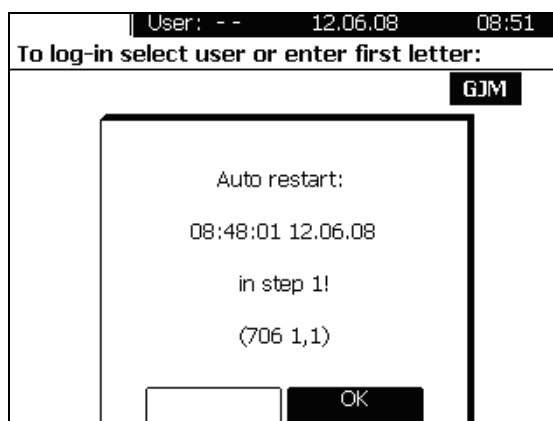 User: - - 12.06.08 08:51
To log-in select user or enter first letter:
GJM
Auto restart:
08:48:01 12.06.08
in step 1!
(706 1,1)
OK